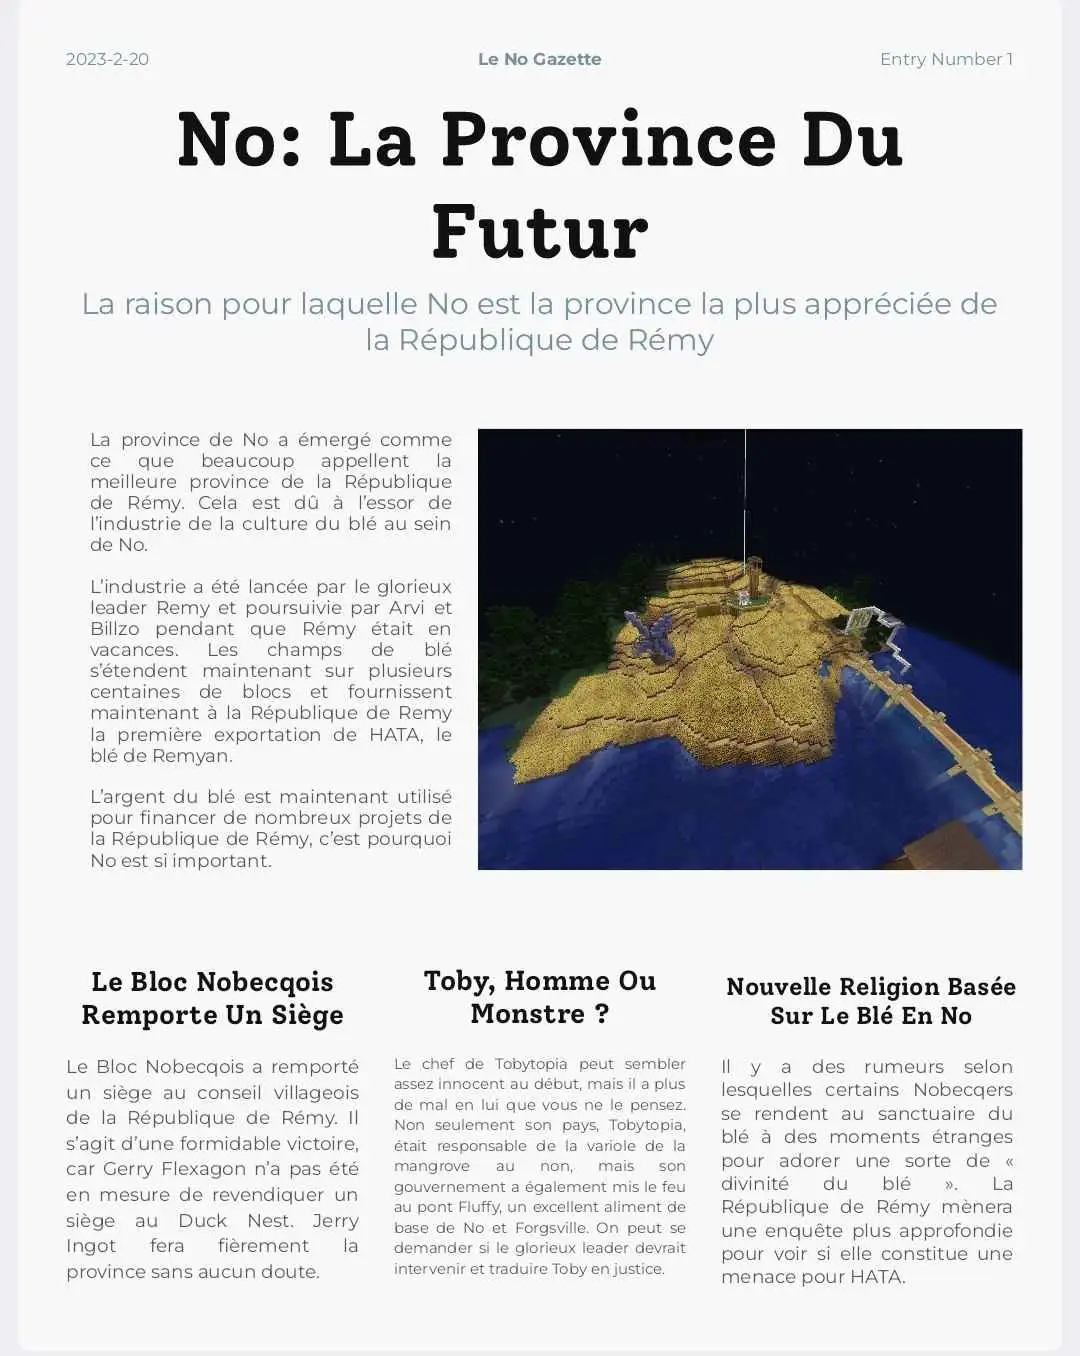 2023-2-20
Le No Gazette
Entry Number 1
No: La Province Du
Futur
La raison pour laquelle No est la province la plus appréciée de
la République de Rémy
La province de No a émergé comme
ce que beaucoup appellent la
meilleure province de la République
de Rémy. Cela est dû à l’essor de
l’industrie de la culture du blé au sein
de No.
L’industrie a été lancée par le glorieux
leader Remy et poursuivie par Arvi et
Billzo pendant que Rémy était en
vacances. Les champs de blé
s’étendent maintenant sur plusieurs
centaines de blocs et fournissent
maintenant à la République de Remy
la première exportation de HATA, le
blé de Remyan.
L’argent du blé est maintenant utilisé
pour financer de nombreux projets de
la République de Rémy, c’est pourquoi
No est si important.
Le Bloc Nobecqois
Remporte Un Siège
Le Bloc Nobecqois a remporté
un siège au conseil villageois
de la République de Rémy. Il
s’agit d’une formidable victoire,
car Gerry Flexagon n’a pas été
en mesure de revendiquer un
siège au Duck Nest. Jerry
Ingot fera fièrement la
province sans aucun doute.
Toby, Homme Ou
Monstre ?
Le chef de Tobytopia peut sembler
assez innocent au début, mais il a plus
de mal en lui que vous ne le pensez.
Non seulement son pays, Tobytopia,
était responsable de la variole de la
mangrove au non, mais son
gouvernement a également mis le feu
au pont Fluffy, un excellent aliment de
base de No et Forgsville. On peut se
demander si le glorieux leader devrait
intervenir et traduire Toby en justice.
Nouvelle Religion Basée
Sur Le Blé En No
Il y a des rumeurs selon
lesquelles certains Nobecqers
se rendent au sanctuaire du
blé à des moments étranges
pour adorer une sorte de «
divinité du blé ». La
République de Rémy mènera
une enquête plus approfondie
pour voir si elle constitue une
menace pour HATA.